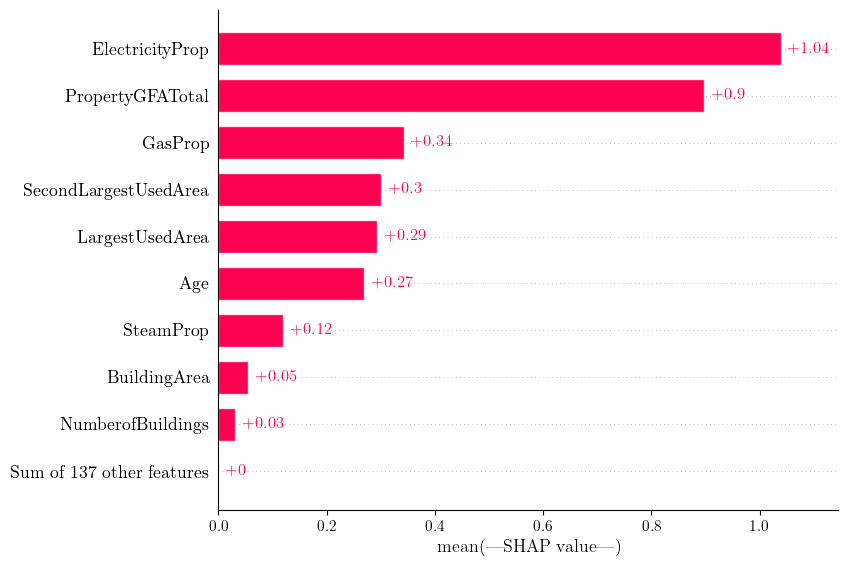 ElectricityProp
+1.04
PropertyGFATotal
+0.9
GasProp
+0.34
SecondLargestUsedArea
+0.3
LargestUsedArea
+0.29
Age
+0.27
SteamProp
+0.12
BuildingArea
+0.05
NumberofBuildings
+0.03
Sum of 137 other features
+0
0.0 0.2 0.4 0.6 0.8 1.0
mean(—SHAP value—)